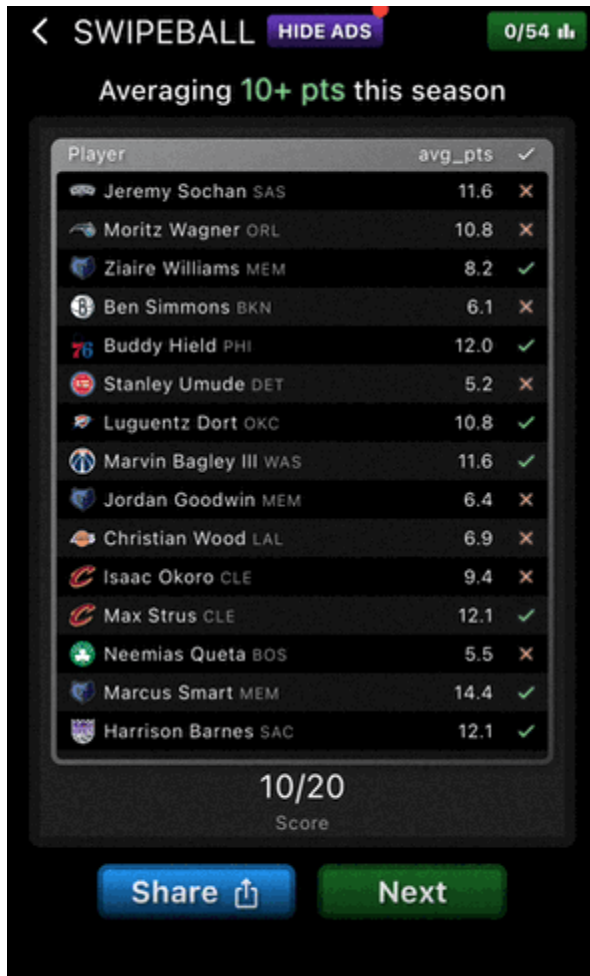 SWIPEBALL HIDE ADS 0/54
Averaging 10+ pts this season
Player avg_pts ✓
Jeremy Sochan SAS 11.6 ×
Moritz Wagner ORL 10.8 ×
Ziaire Williams MEM 8.2 ✓
Ben Simmons BKN 6.1 ×
76 Buddy Hield PHI 12.0 ✓
Stanley Umude DET 5.2 ×
Luguentz Dort OKC 10.8 ✓
Marvin Bagley III WAS 11.6 ✓
Jordan Goodwin MEM 6.4 ×
Christian Wood LAL 6.9 ×
Isaac Okoro CLE 9.4 ×
Max Strus CLE 12.1 ✓
Neemias Queta BOS 5.5 ×
Marcus Smart MEM 14.4 ✓
Harrison Barnes SAC 12.1 ✓
10/20
Score
Share Next